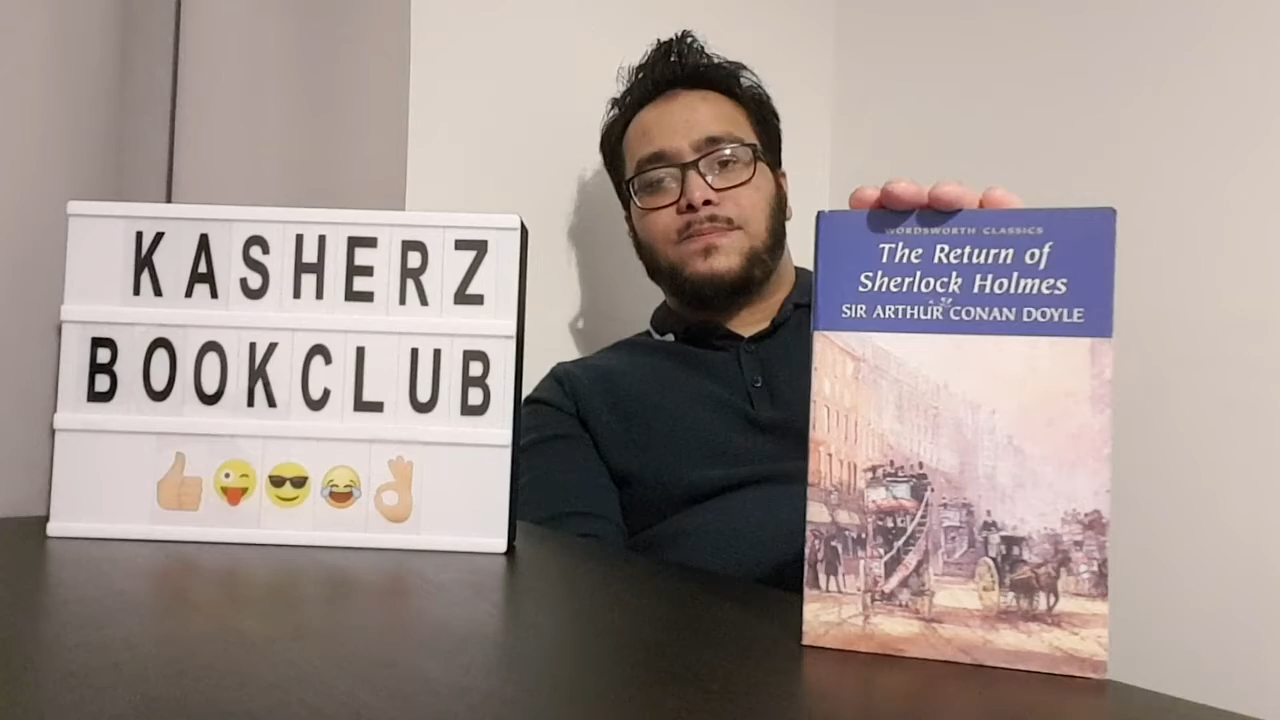 KASHERZ
BOOKCLUB
WORDSWORTH CLASSICS
The Return of
Sherlock Holmes
SIR ARTHUR CONAN DOYLE